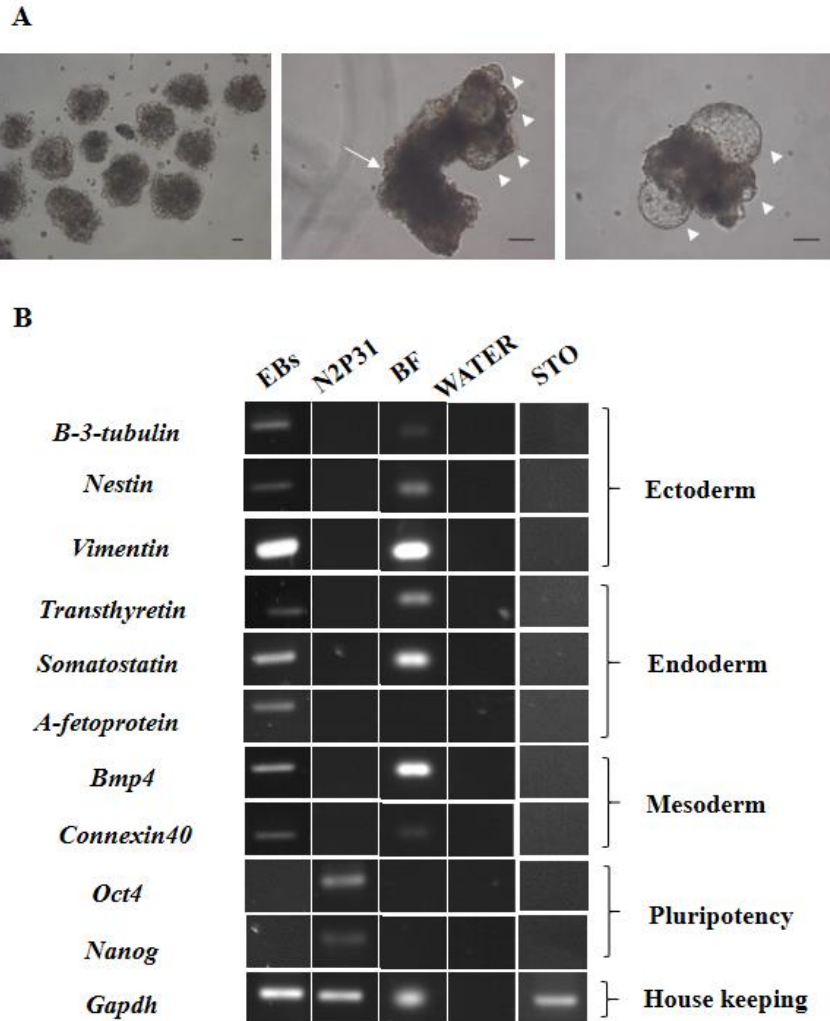 A
B
EBs N2P31 BF WATER STO
B-3-tubulin
Nestin
Vimentin
Ectoderm
Transthyretin
Somatostatin
A-fetoprotein
Endoderm
Bmp4
Connexin40
Mesoderm
Oct4
Nanog
Pluripotency
Gapdh
House keeping